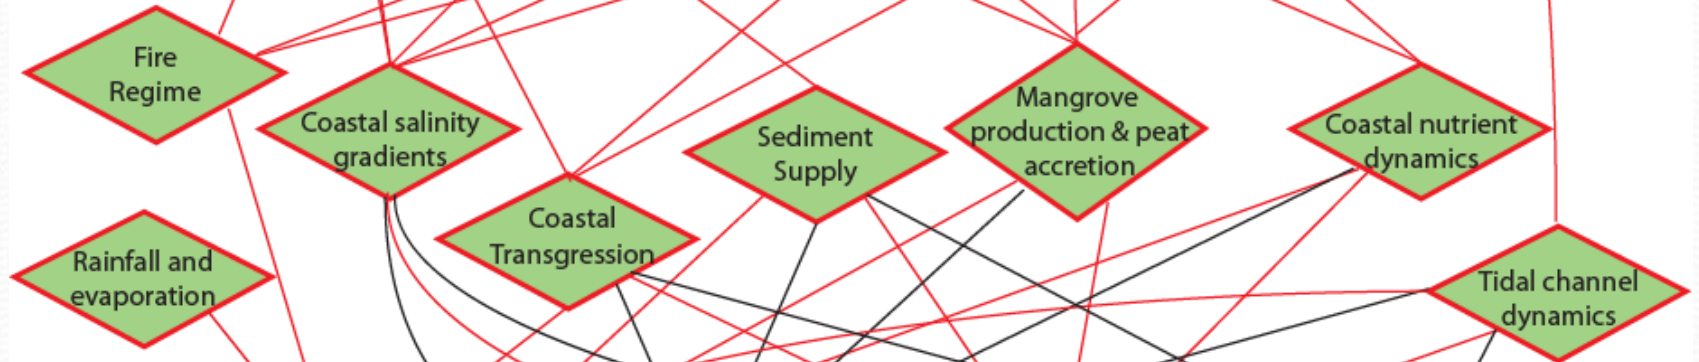 Fire
Regime
Coastal salinity
gradients
Coastal
Transgression
Sediment
Supply
Mangrove
production & peat
accretion
Coastal nutrient
dynamics
Rainfall and
evaporation
Tidal channel
dynamics